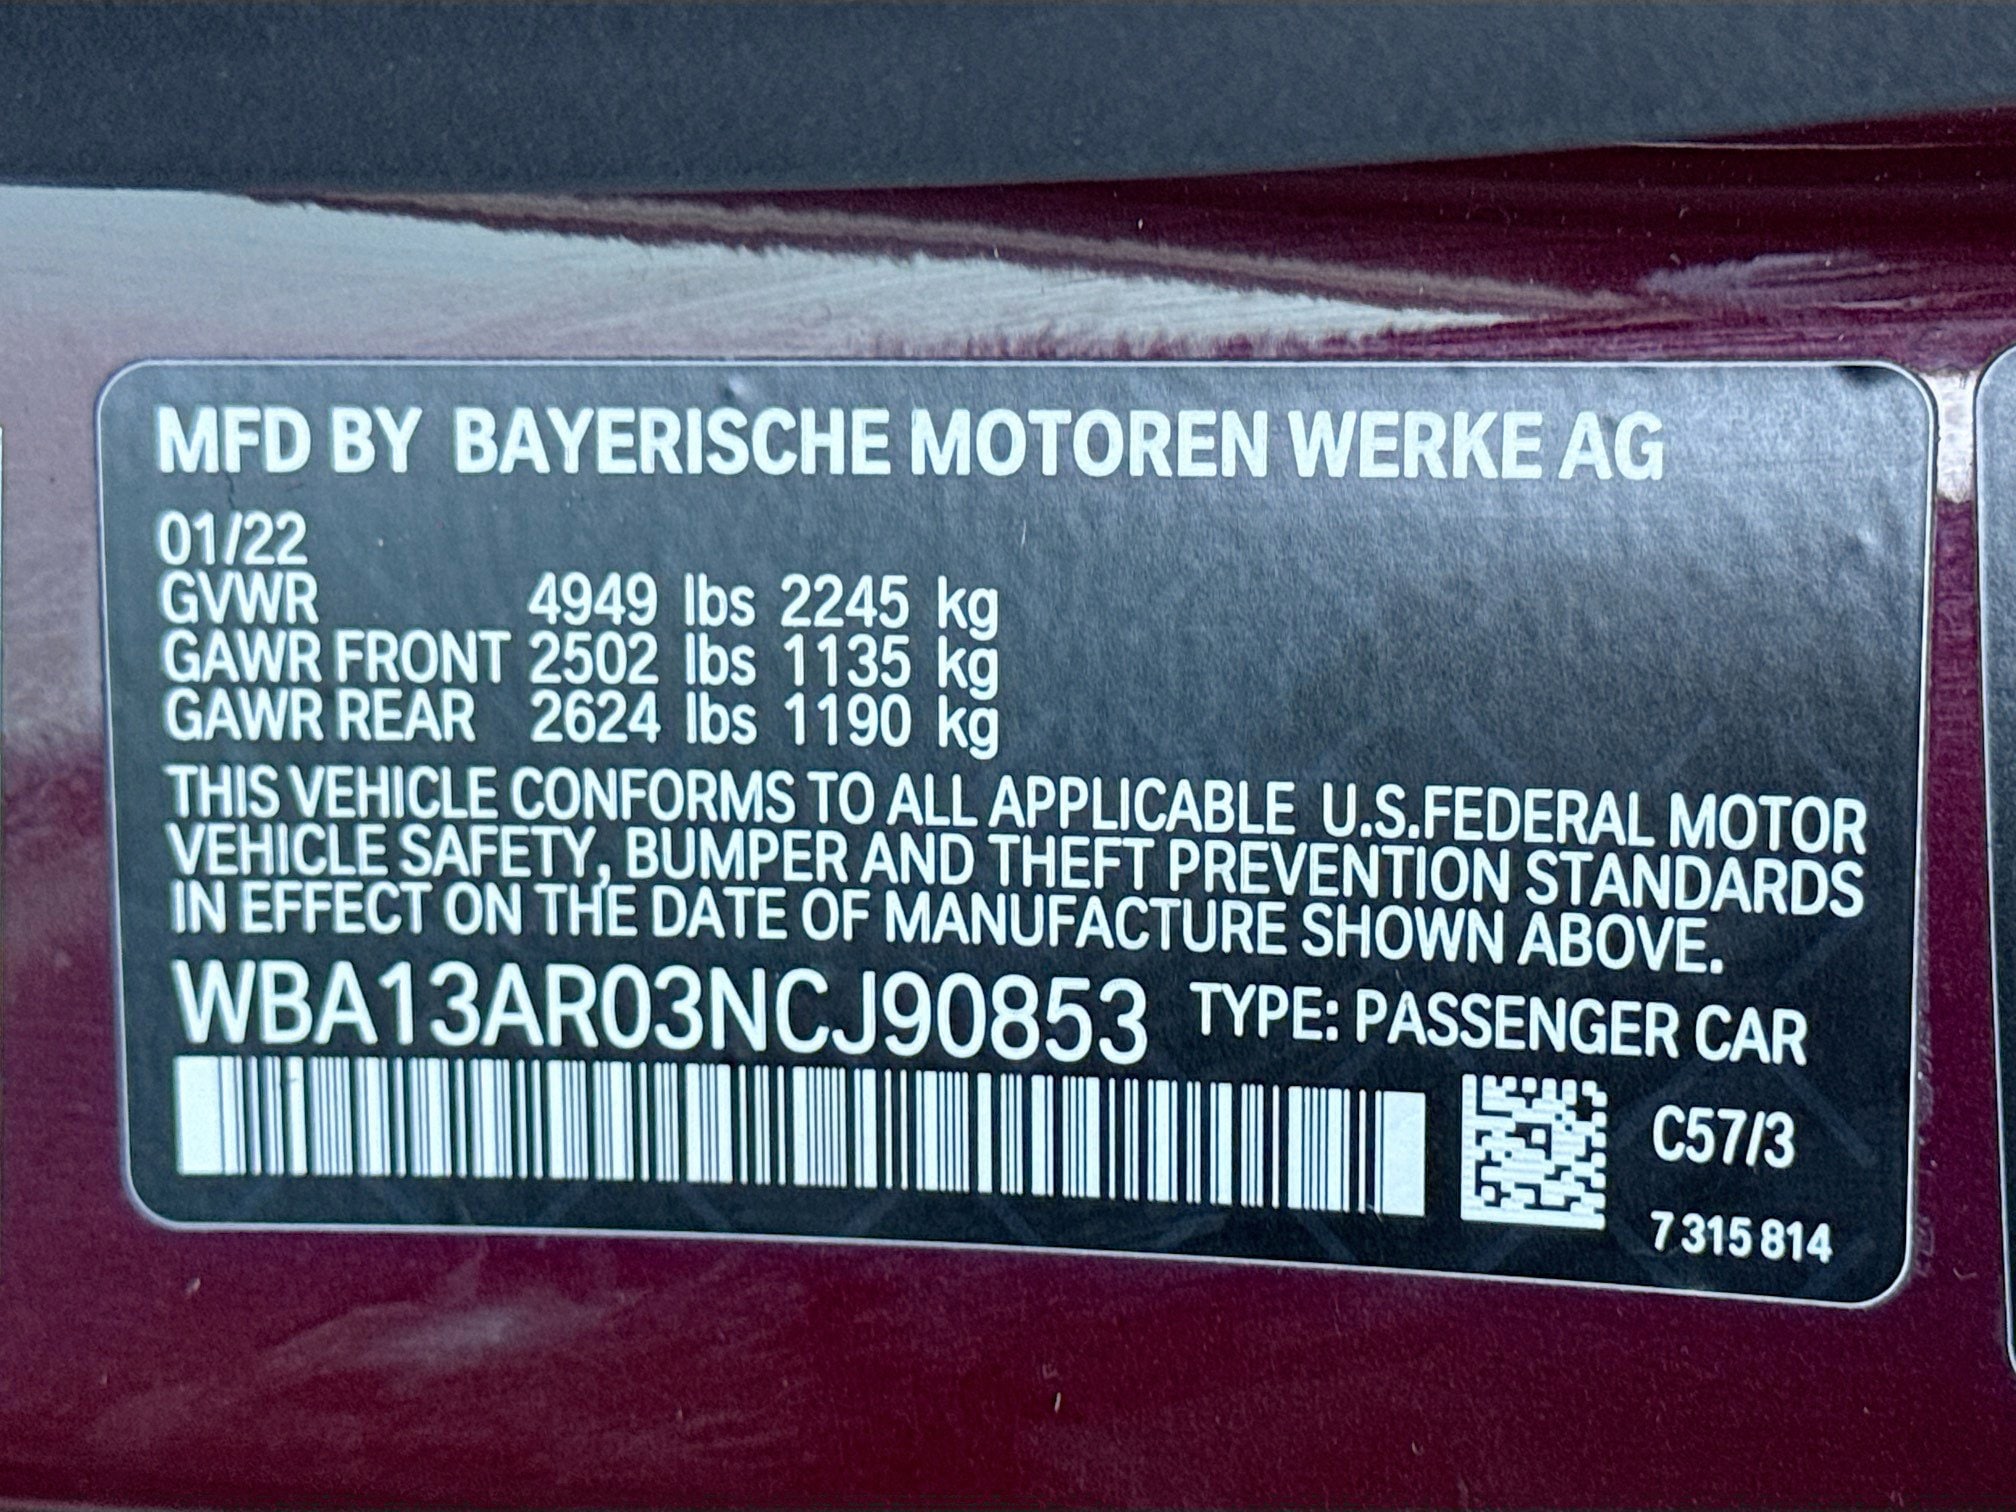 MFD BY BAYERISCHE MOTOREN WERKE AG
01/22
GVWR 4949 lbs 2245 kg
GAWR FRONT 2502 lbs 1135 kg
GAWR REAR 2624 lbs 1190 kg
THIS VEHICLE CONFORMS TO ALL APPLICABLE U.S.FEDERAL MOTOR
VEHICLE SAFETY, BUMPER AND THEFT PREVENTION STANDARDS
IN EFFECT ON THE DATE OF MANUFACTURE SHOWN ABOVE.
WBA13AR03NCJ90853 TYPE: PASSENGER CAR
C57/3
7 315 814